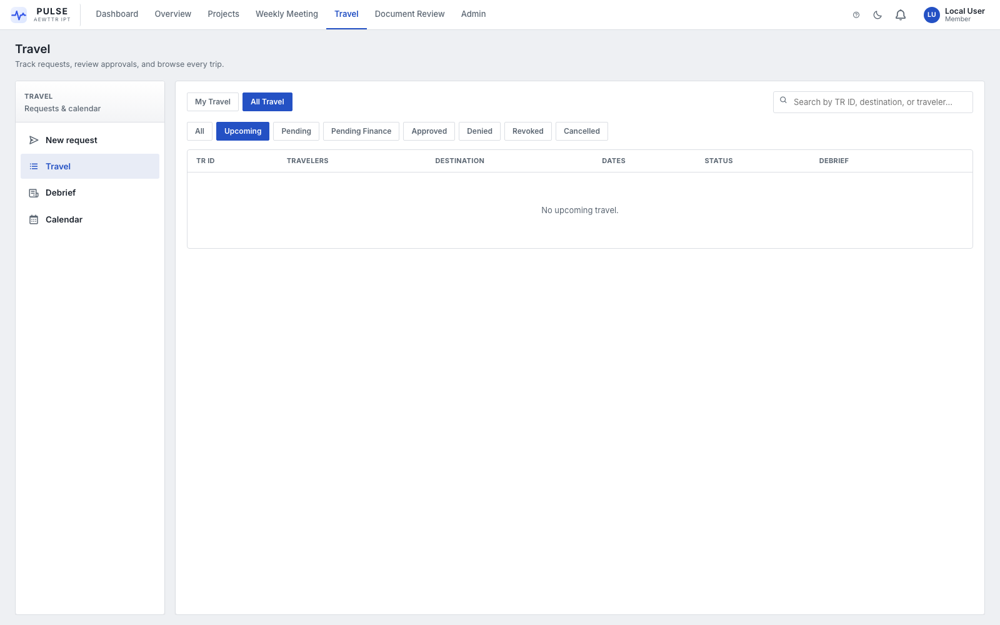 PULSE
AEWTTR IPT
Dashboard
Overview
Projects
Weekly Meeting
Travel
Document Review
Admin
LU
Local User
Member
Travel
Track requests, review approvals, and browse every trip.
TRAVEL
Requests & calendar
New request
Travel
Debrief
Calendar
My Travel
All Travel
Search by TR ID, destination, or traveler...
All
Upcoming
Pending
Pending Finance
Approved
Denied
Revoked
Cancelled
TR ID
TRAVELERS
DESTINATION
DATES
STATUS
DEBRIEF
No upcoming travel.